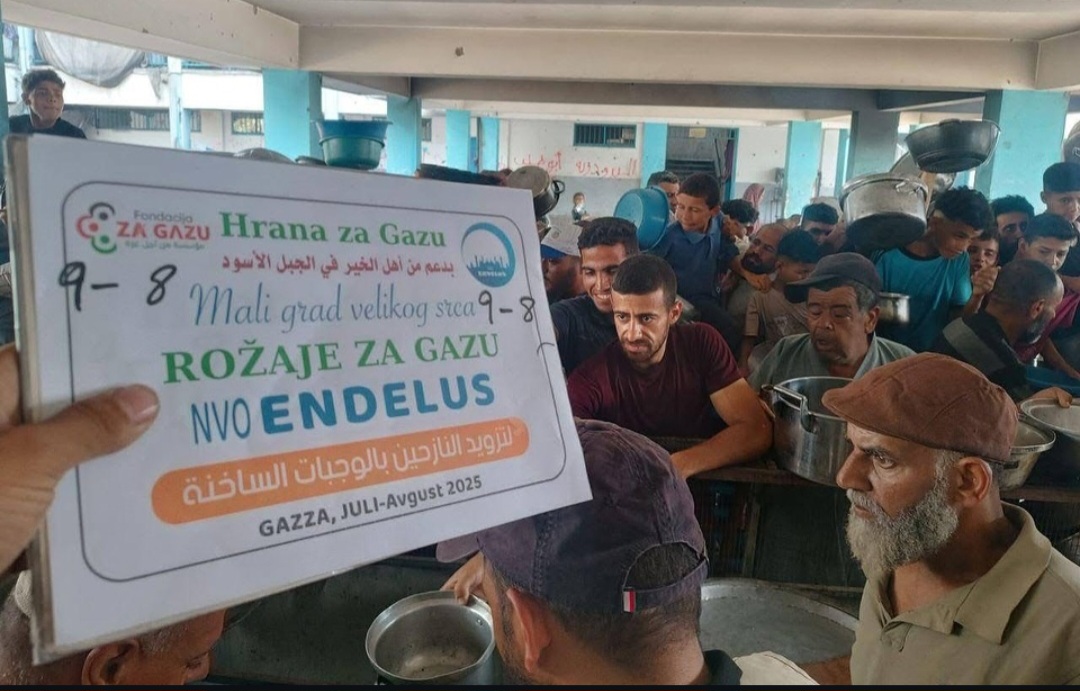 Fondacija
ZA GAZU
مؤسسة من أجل غزة
Hrana za Gazu
ENDELUS
بدعم من أهل الخير في الجبل الأسود
9-8
Mali grad velikog srca
9-8
ROŽAJE ZA GAZU
NVO ENDELUS
لتزويد النازحين بالوجبات الساخنة
GAZZA, JULI-Avgust 2025